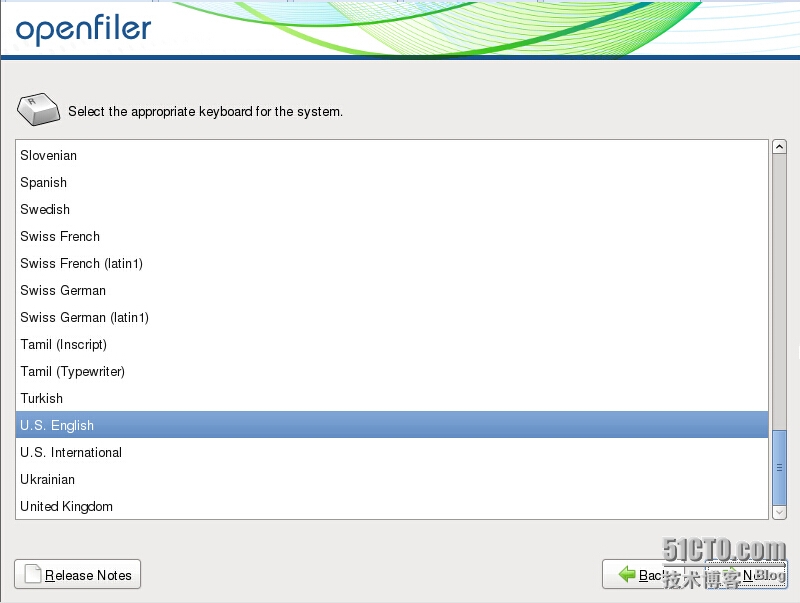 openfiler
Select the appropriate keyboard for the system.
Slovenian
Spanish
Swedish
Swiss French
Swiss French (latin1)
Swiss German
Swiss German (latin1)
Tamil (Inscript)
Tamil (Typewriter)
Turkish
U.S. English
U.S. International
Ukrainian
United Kingdom
51CTO.com
技术博客 Blog
Release Notes
Back